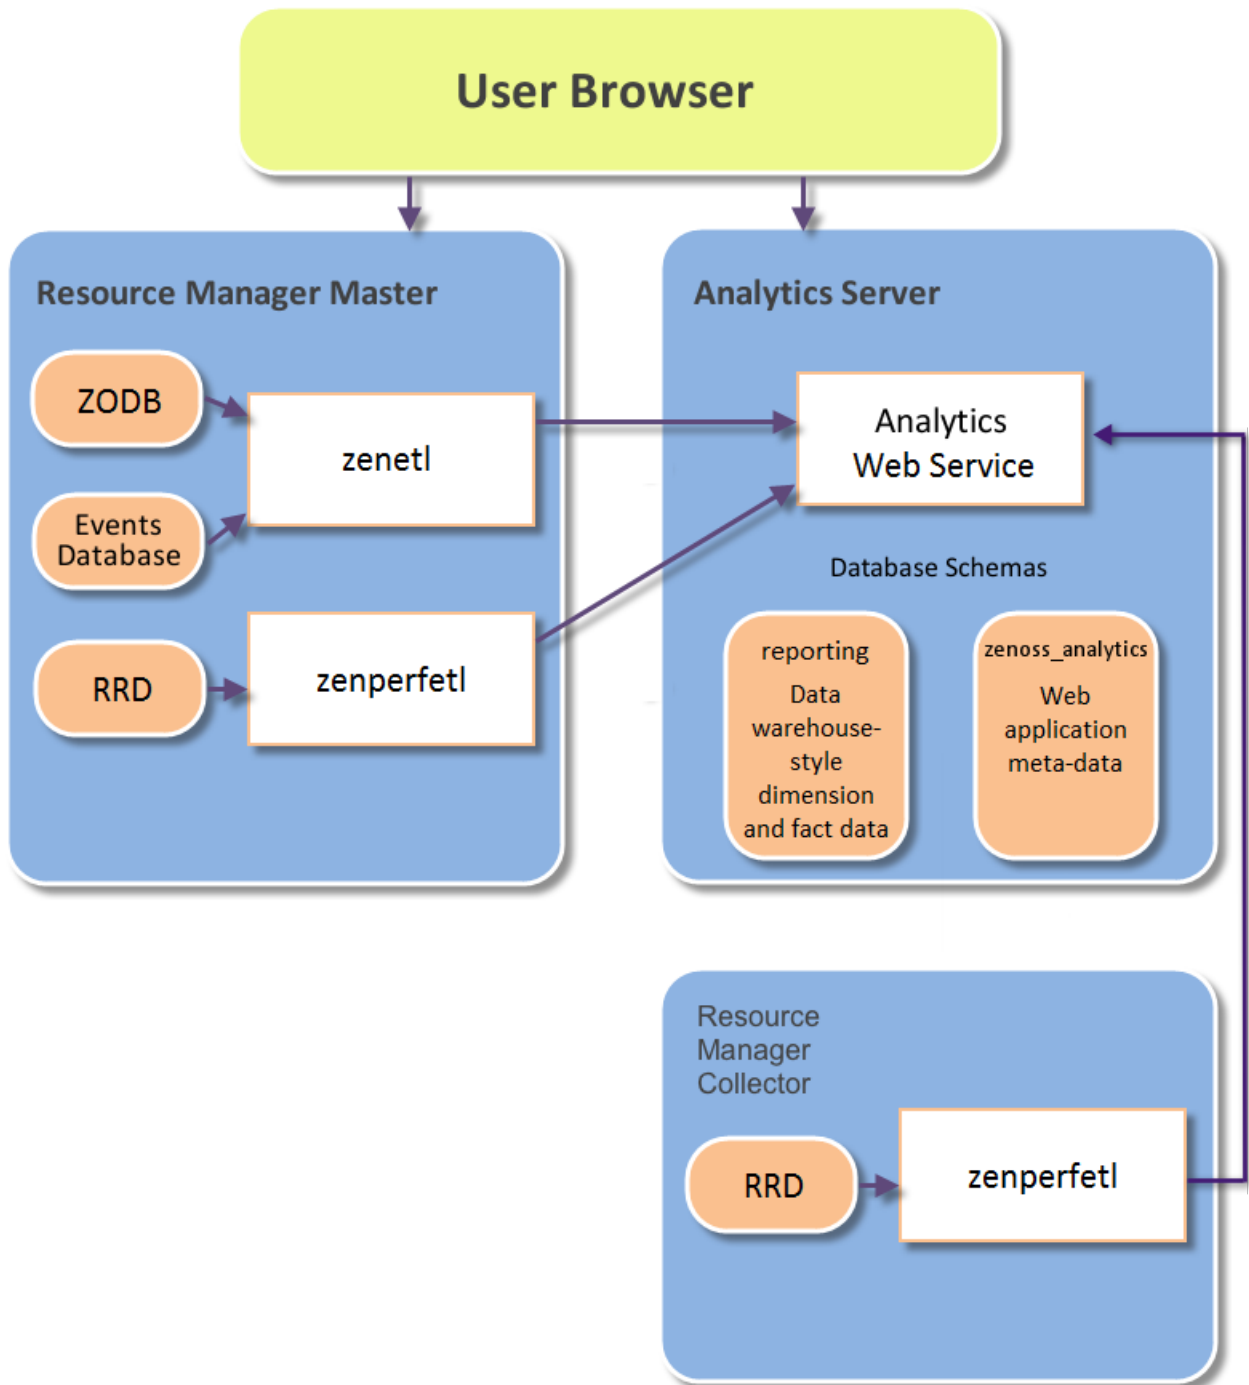 User Browser
Resource Manager Master
ZODB
zenetl
Events
Database
RRD
zenperfetl
Analytics Server
Analytics
Web Service
Database Schemas
reporting
Data
warehouse-
style
dimension
and fact data
zenoss_analytics
Web
application
meta-data
Resource
Manager
Collector
RRD
zenperfetl